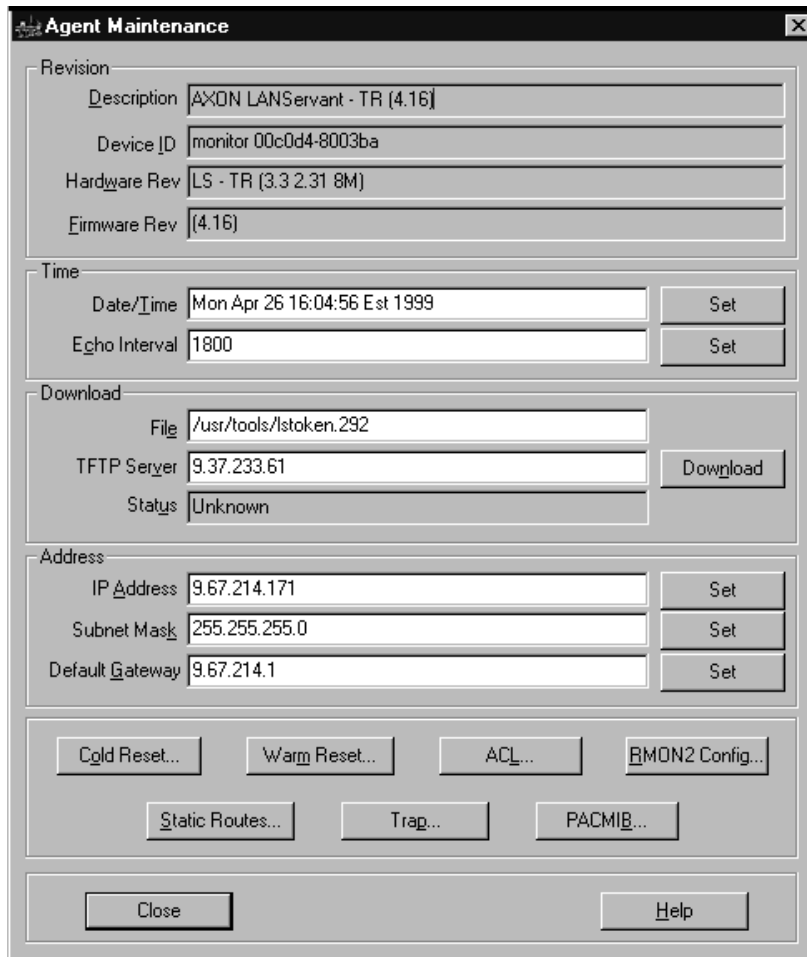 Agent Maintenance
Revision
Description AXON LANServant - TR (4.16)
Device ID monitor 00c0d4-8003ba
Hardware Rev LS - TR (3.3 2.31 8M)
Firmware Rev (4.16)
Time
Date/Time Mon Apr 26 16:04:56 Est 1999 Set
Echo Interval 1800 Set
Download
File /usr/tools/lstoken.292
TFTP Server 9.37.233.61 Download
Status Unknown
Address
IP Address 9.67.214.171 Set
Subnet Mask 255.255.255.0 Set
Default Gateway 9.67.214.1 Set
Cold Reset... Warm Reset... ACL... RMON2 Config...
Static Routes... Trap... PACMIB...
Close Help